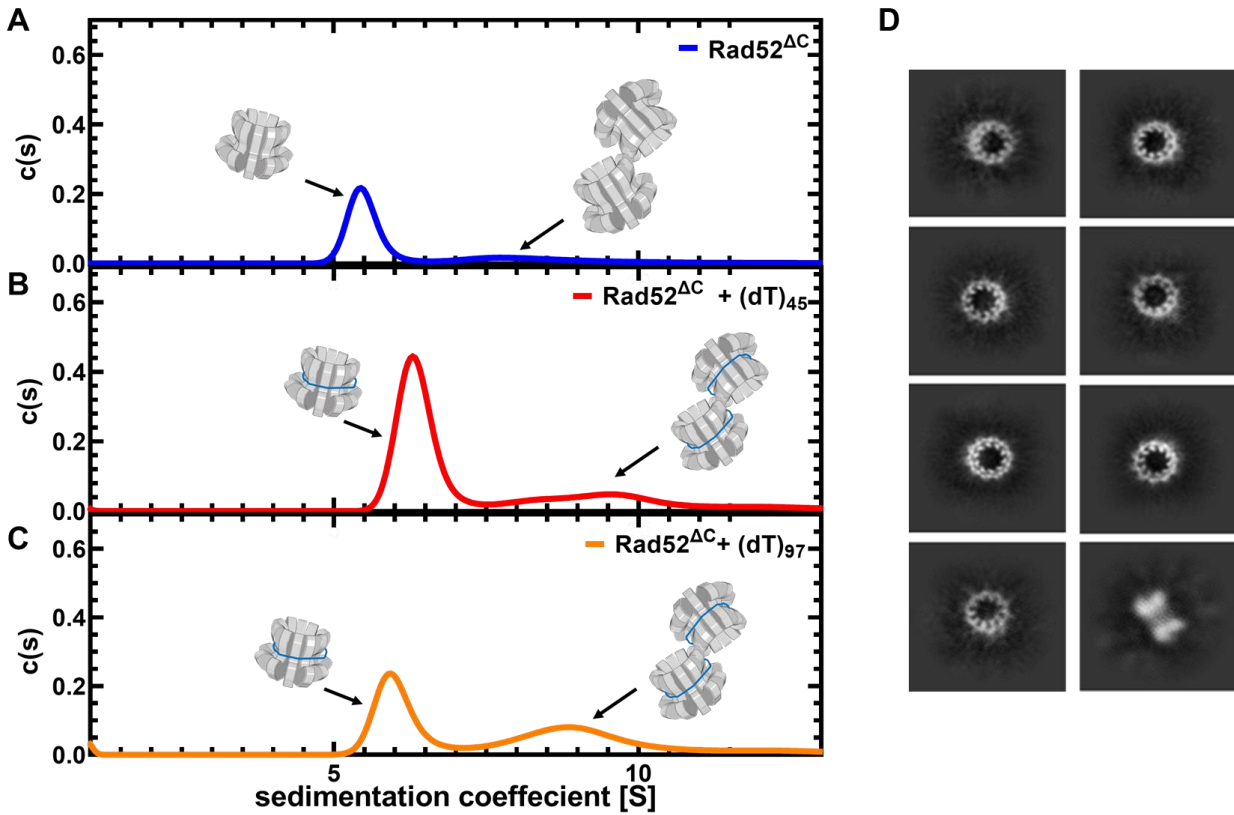 A
D
Rad52ΔC
0.6
0.4
0.2
0.0
c(s)
B
Rad52ΔC + (dT)45
0.6
0.4
0.2
0.0
c(s)
C
Rad52ΔC+ (dT)97
0.6
0.4
0.2
0.0
c(s)
5 10
sedimentation coeffecient [S]